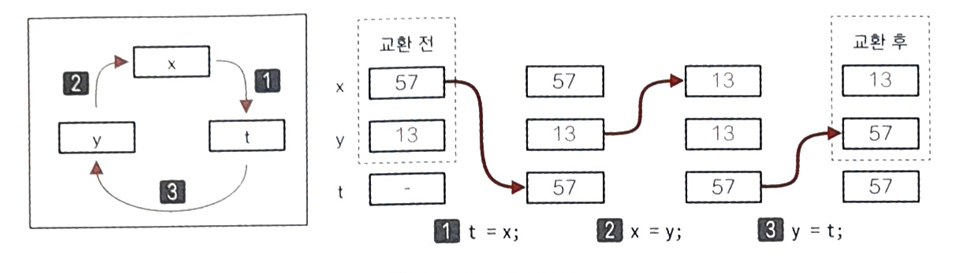 x
2
1
y
t
3
교환 전
교환 후
x 57 57 13 13
y 13 13 13 57
t - 57 57 57
1 t = x; 2 x = y; 3 y = t;